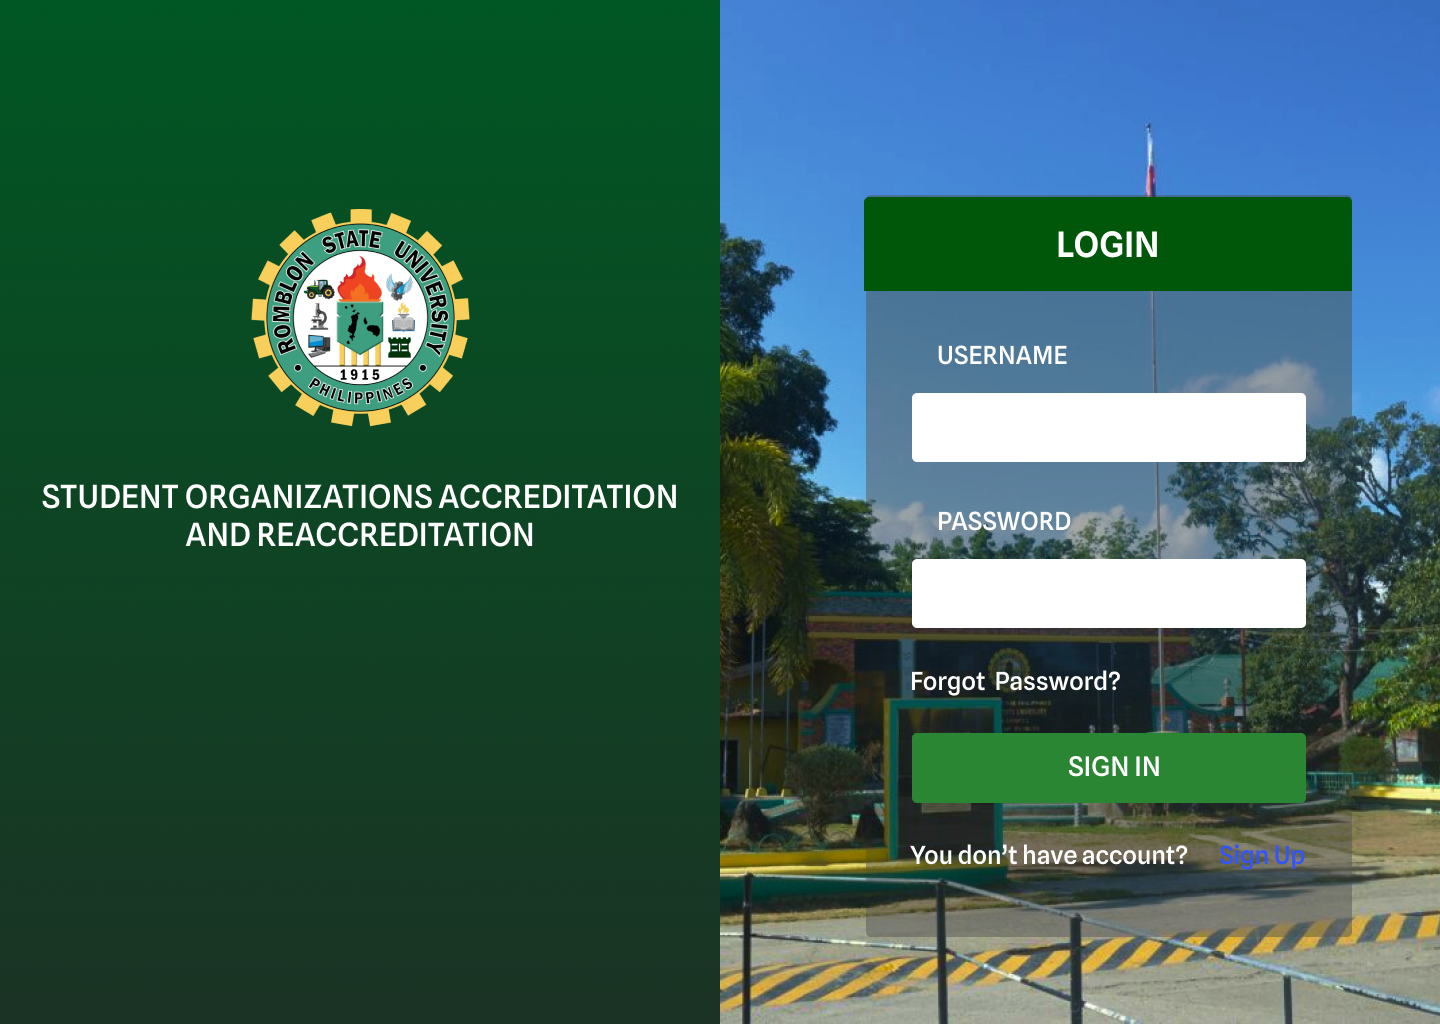 ROMBLON STATE UNIVERSITY
1915
PHILIPPINES
STUDENT ORGANIZATIONS ACCREDITATION
AND REACCREDITATION
LOGIN
USERNAME
PASSWORD
Forgot Password?
SIGN IN
You don’t have account? Sign Up